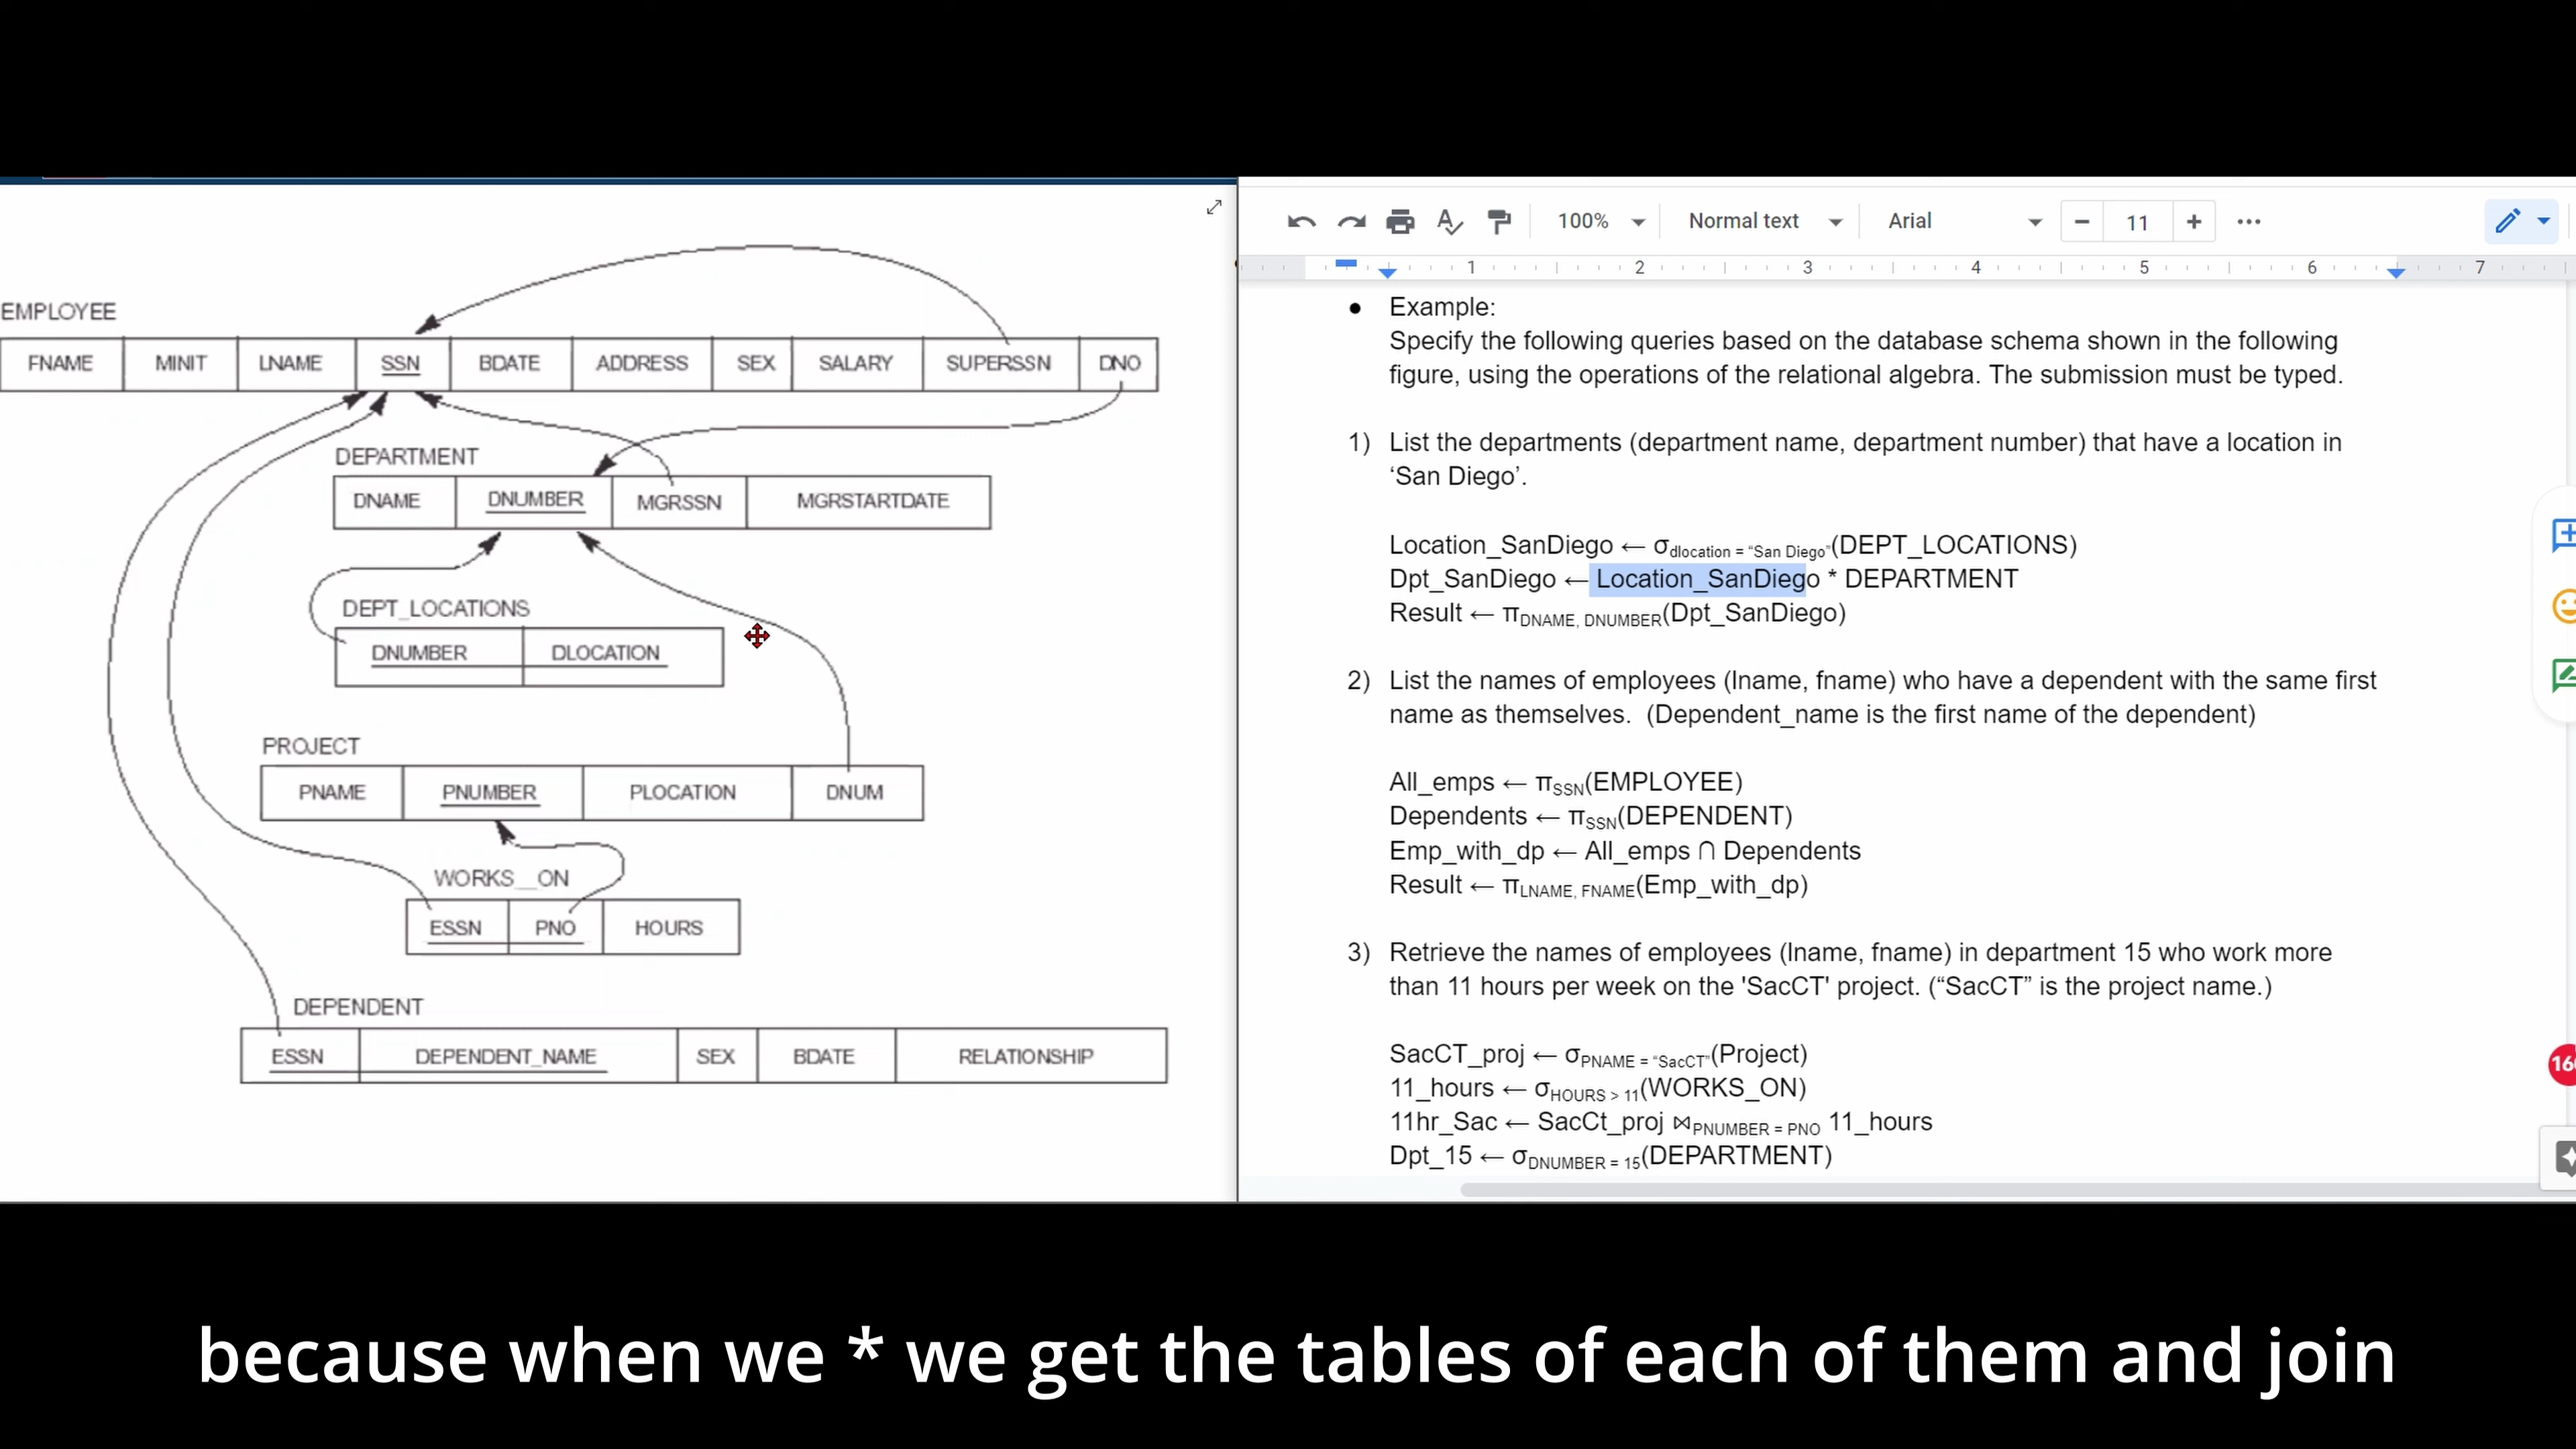 EMPLOYEE
FNAME MINIT LNAME SSN BDATE ADDRESS SEX SALARY SUPERSSN DNO
DEPARTMENT
DNAME DNUMBER MGRSSN MGRSTARTDATE
DEPT_LOCATIONS
DNUMBER DLOCATION
PROJECT
PNAME PNUMBER PLOCATION DNUM
WORKS_ON
ESSN PNO HOURS
DEPENDENT
ESSN DEPENDENT_NAME SEX BDATE RELATIONSHIP
100% Normal text Arial 11
1 2 3 4 5 6 7
● Example:
Specify the following queries based on the database schema shown in the following
figure, using the operations of the relational algebra. The submission must be typed.
1) List the departments (department name, department number) that have a location in
‘San Diego’.
Location_SanDiego ← σdlocation = “San Diego”(DEPT_LOCATIONS)
Dpt_SanDiego ← Location_SanDiego * DEPARTMENT
Result ← πDNAME, DNUMBER(Dpt_SanDiego)
2) List the names of employees (lname, fname) who have a dependent with the same first
name as themselves.  (Dependent_name is the first name of the dependent)
All_emps ← πSSN(EMPLOYEE)
Dependents ← πSSN(DEPENDENT)
Emp_with_dp ← All_emps ∩ Dependents
Result ← πLNAME, FNAME(Emp_with_dp)
3) Retrieve the names of employees (lname, fname) in department 15 who work more
than 11 hours per week on the 'SacCT' project. (“SacCT” is the project name.)
SacCT_proj ← σPNAME = “SacCT”(Project)
11_hours ← σHOURS > 11(WORKS_ON)
11hr_Sac ← SacCt_proj ⋈PNUMBER = PNO 11_hours
Dpt_15 ← σDNUMBER = 15(DEPARTMENT)
because when we * we get the tables of each of them and join